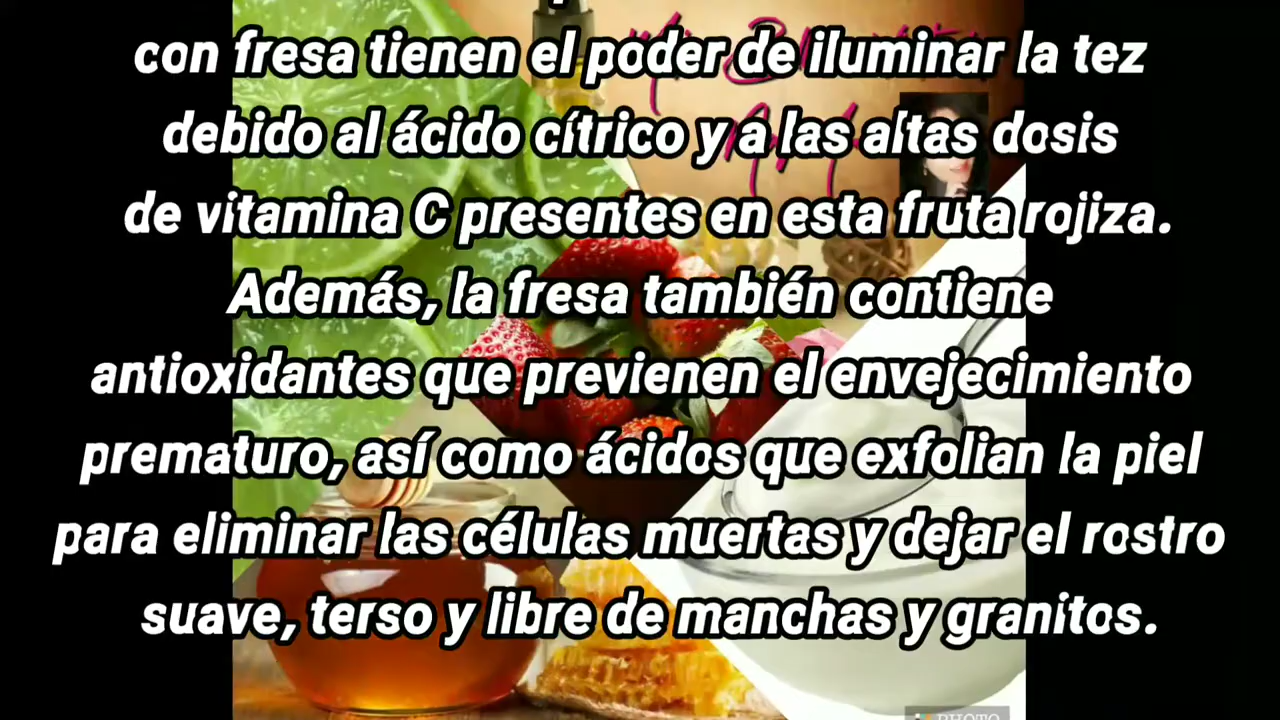 con fresa tienen el poder de iluminar la tez
debido al ácido cítrico y a las altas dosis
de vitamina C presentes en esta fruta rojiza.
Además, la fresa también contiene
antioxidantes que previenen el envejecimiento
prematuro, así como ácidos que exfolian la piel
para eliminar las células muertas y dejar el rostro
suave, terso y libre de manchas y granitos.